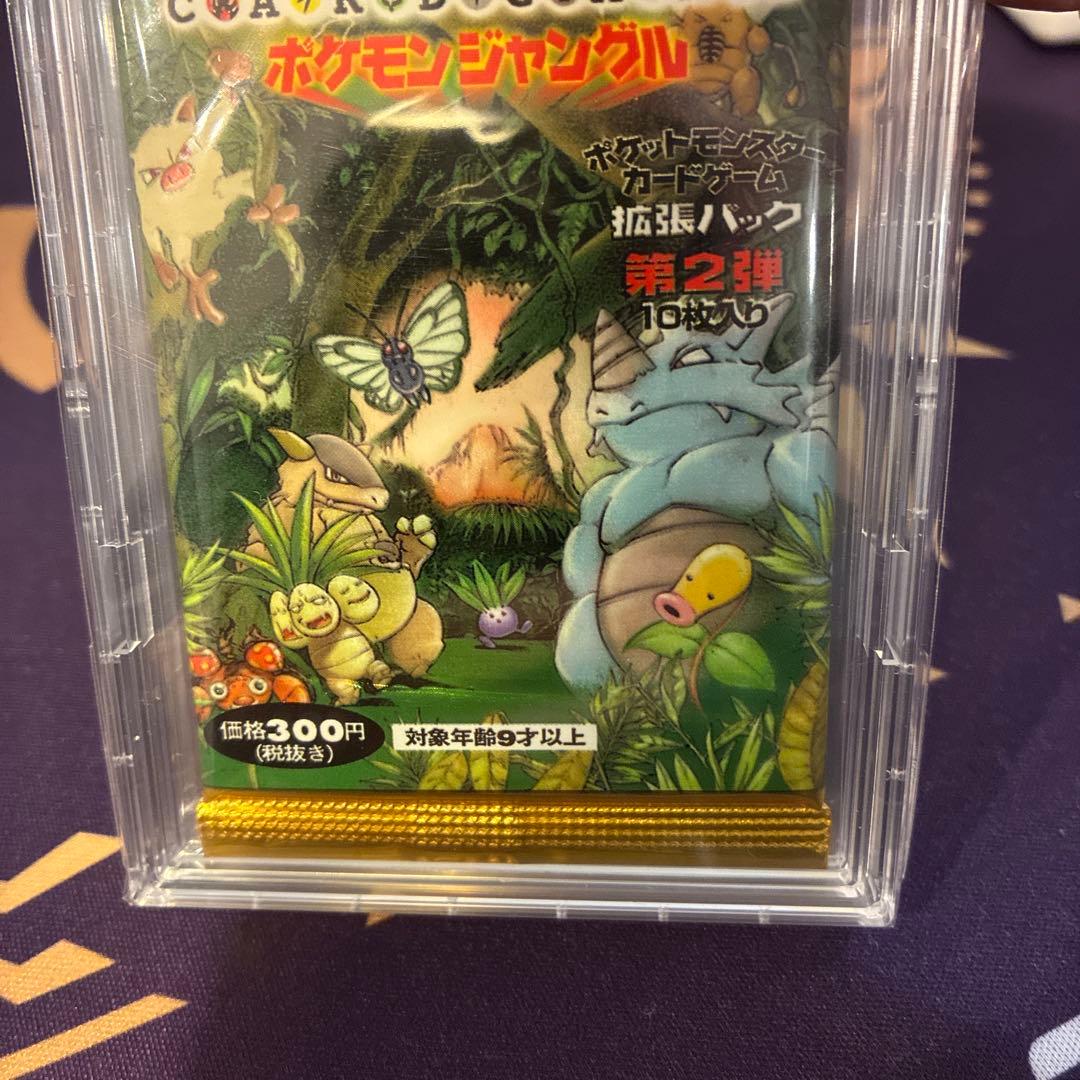 ポケモンジャングル
ポケットモンスター
カードゲーム
拡張パック
第2弾
10枚入り
価格300円
(税抜き)
対象年齢9才以上